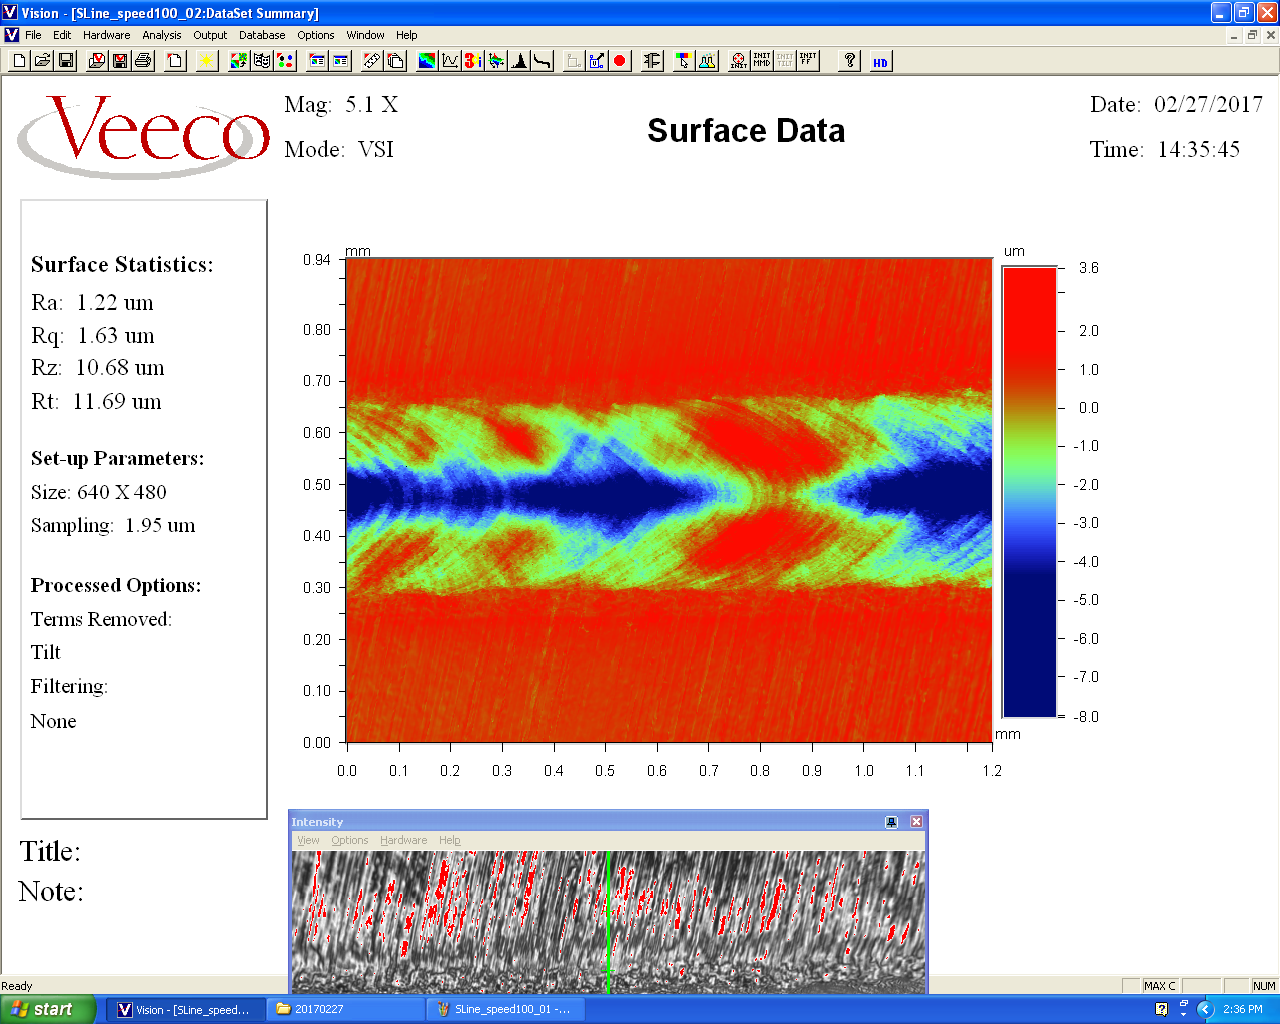 Vision - [SLine_speed100_02:DataSet Summary]
File Edit Hardware Analysis Output Database Options Window Help
INIT INIT MMD INIT TILT INIT FF ? HD
Veeco
Mag: 5.1 X
Mode: VSI
Surface Data
Date: 02/27/2017
Time: 14:35:45
Surface Statistics:
Ra: 1.22 um
Rq: 1.63 um
Rz: 10.68 um
Rt: 11.69 um
Set-up Parameters:
Size: 640 X 480
Sampling: 1.95 um
Processed Options:
Terms Removed:
Tilt
Filtering:
None
mm
0.94
0.80
0.70
0.60
0.50
0.40
0.30
0.20
0.10
0.00
0.0 0.1 0.2 0.3 0.4 0.5 0.6 0.7 0.8 0.9 1.0 1.1 1.2
mm
um
3.6
2.0
1.0
0.0
-1.0
-2.0
-3.0
-4.0
-5.0
-6.0
-7.0
-8.0
Title:
Note:
Intensity
View Options Hardware Help
Ready
MAX C
NUM
start
Vision - [SLine_speed...
20170227
SLine_speed100_01 -...
2:36 PM